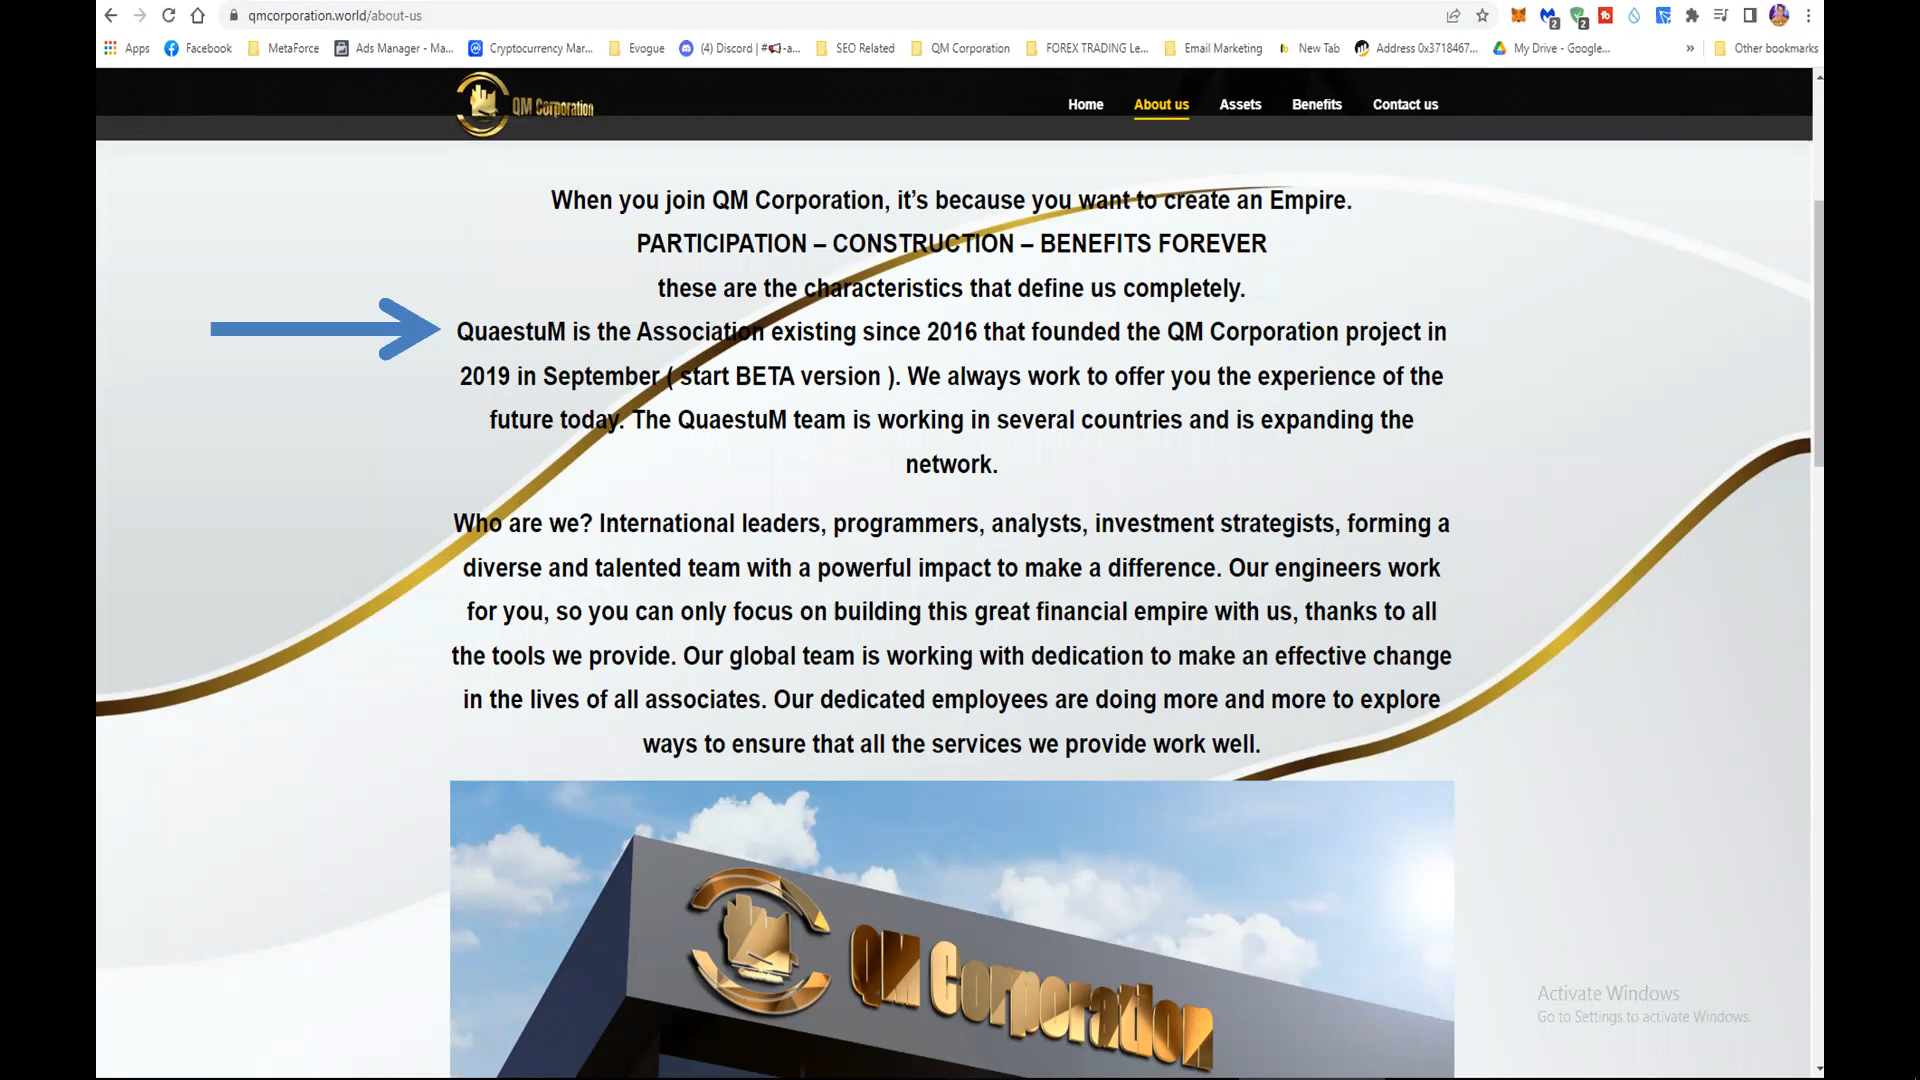 qmcorporation.world/about-us
2
2
Apps
Facebook
MetaForce
Ads Manager - Ma...
Cryptocurrency Mar...
Evogue
(4) Discord | #📢-a...
SEO Related
QM Corporation
FOREX TRADING Le...
Email Marketing
New Tab
Address 0x3718467...
My Drive - Google...
»
Other bookmarks
QM Corporation
Home
About us
Assets
Benefits
Contact us
When you join QM Corporation, it’s because you want to create an Empire.
PARTICIPATION – CONSTRUCTION – BENEFITS FOREVER
these are the characteristics that define us completely.
QuaestuM is the Association existing since 2016 that founded the QM Corporation project in
2019 in September ( start BETA version ). We always work to offer you the experience of the
future today. The QuaestuM team is working in several countries and is expanding the
network.
Who are we? International leaders, programmers, analysts, investment strategists, forming a
diverse and talented team with a powerful impact to make a difference. Our engineers work
for you, so you can only focus on building this great financial empire with us, thanks to all
the tools we provide. Our global team is working with dedication to make an effective change
in the lives of all associates. Our dedicated employees are doing more and more to explore
ways to ensure that all the services we provide work well.
QM Corporation
Activate Windows
Go to Settings to activate Windows.